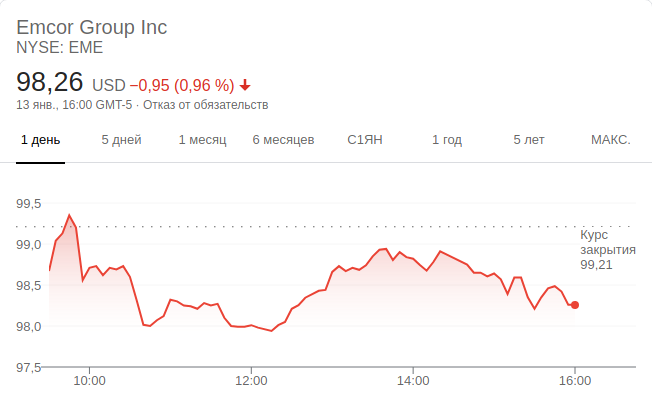 Emcor Group Inc
NYSE: EME
98,26 USD −0,95 (0,96 %)
13 янв., 16:00 GMT-5 · Отказ от обязательств
1 день 5 дней 1 месяц 6 месяцев С1ЯН 1 год 5 лет МАКС.
99,5
Курс
99,0
закрытия
99,21
98,5
98,0
97,5
10:00 12:00 14:00 16:00